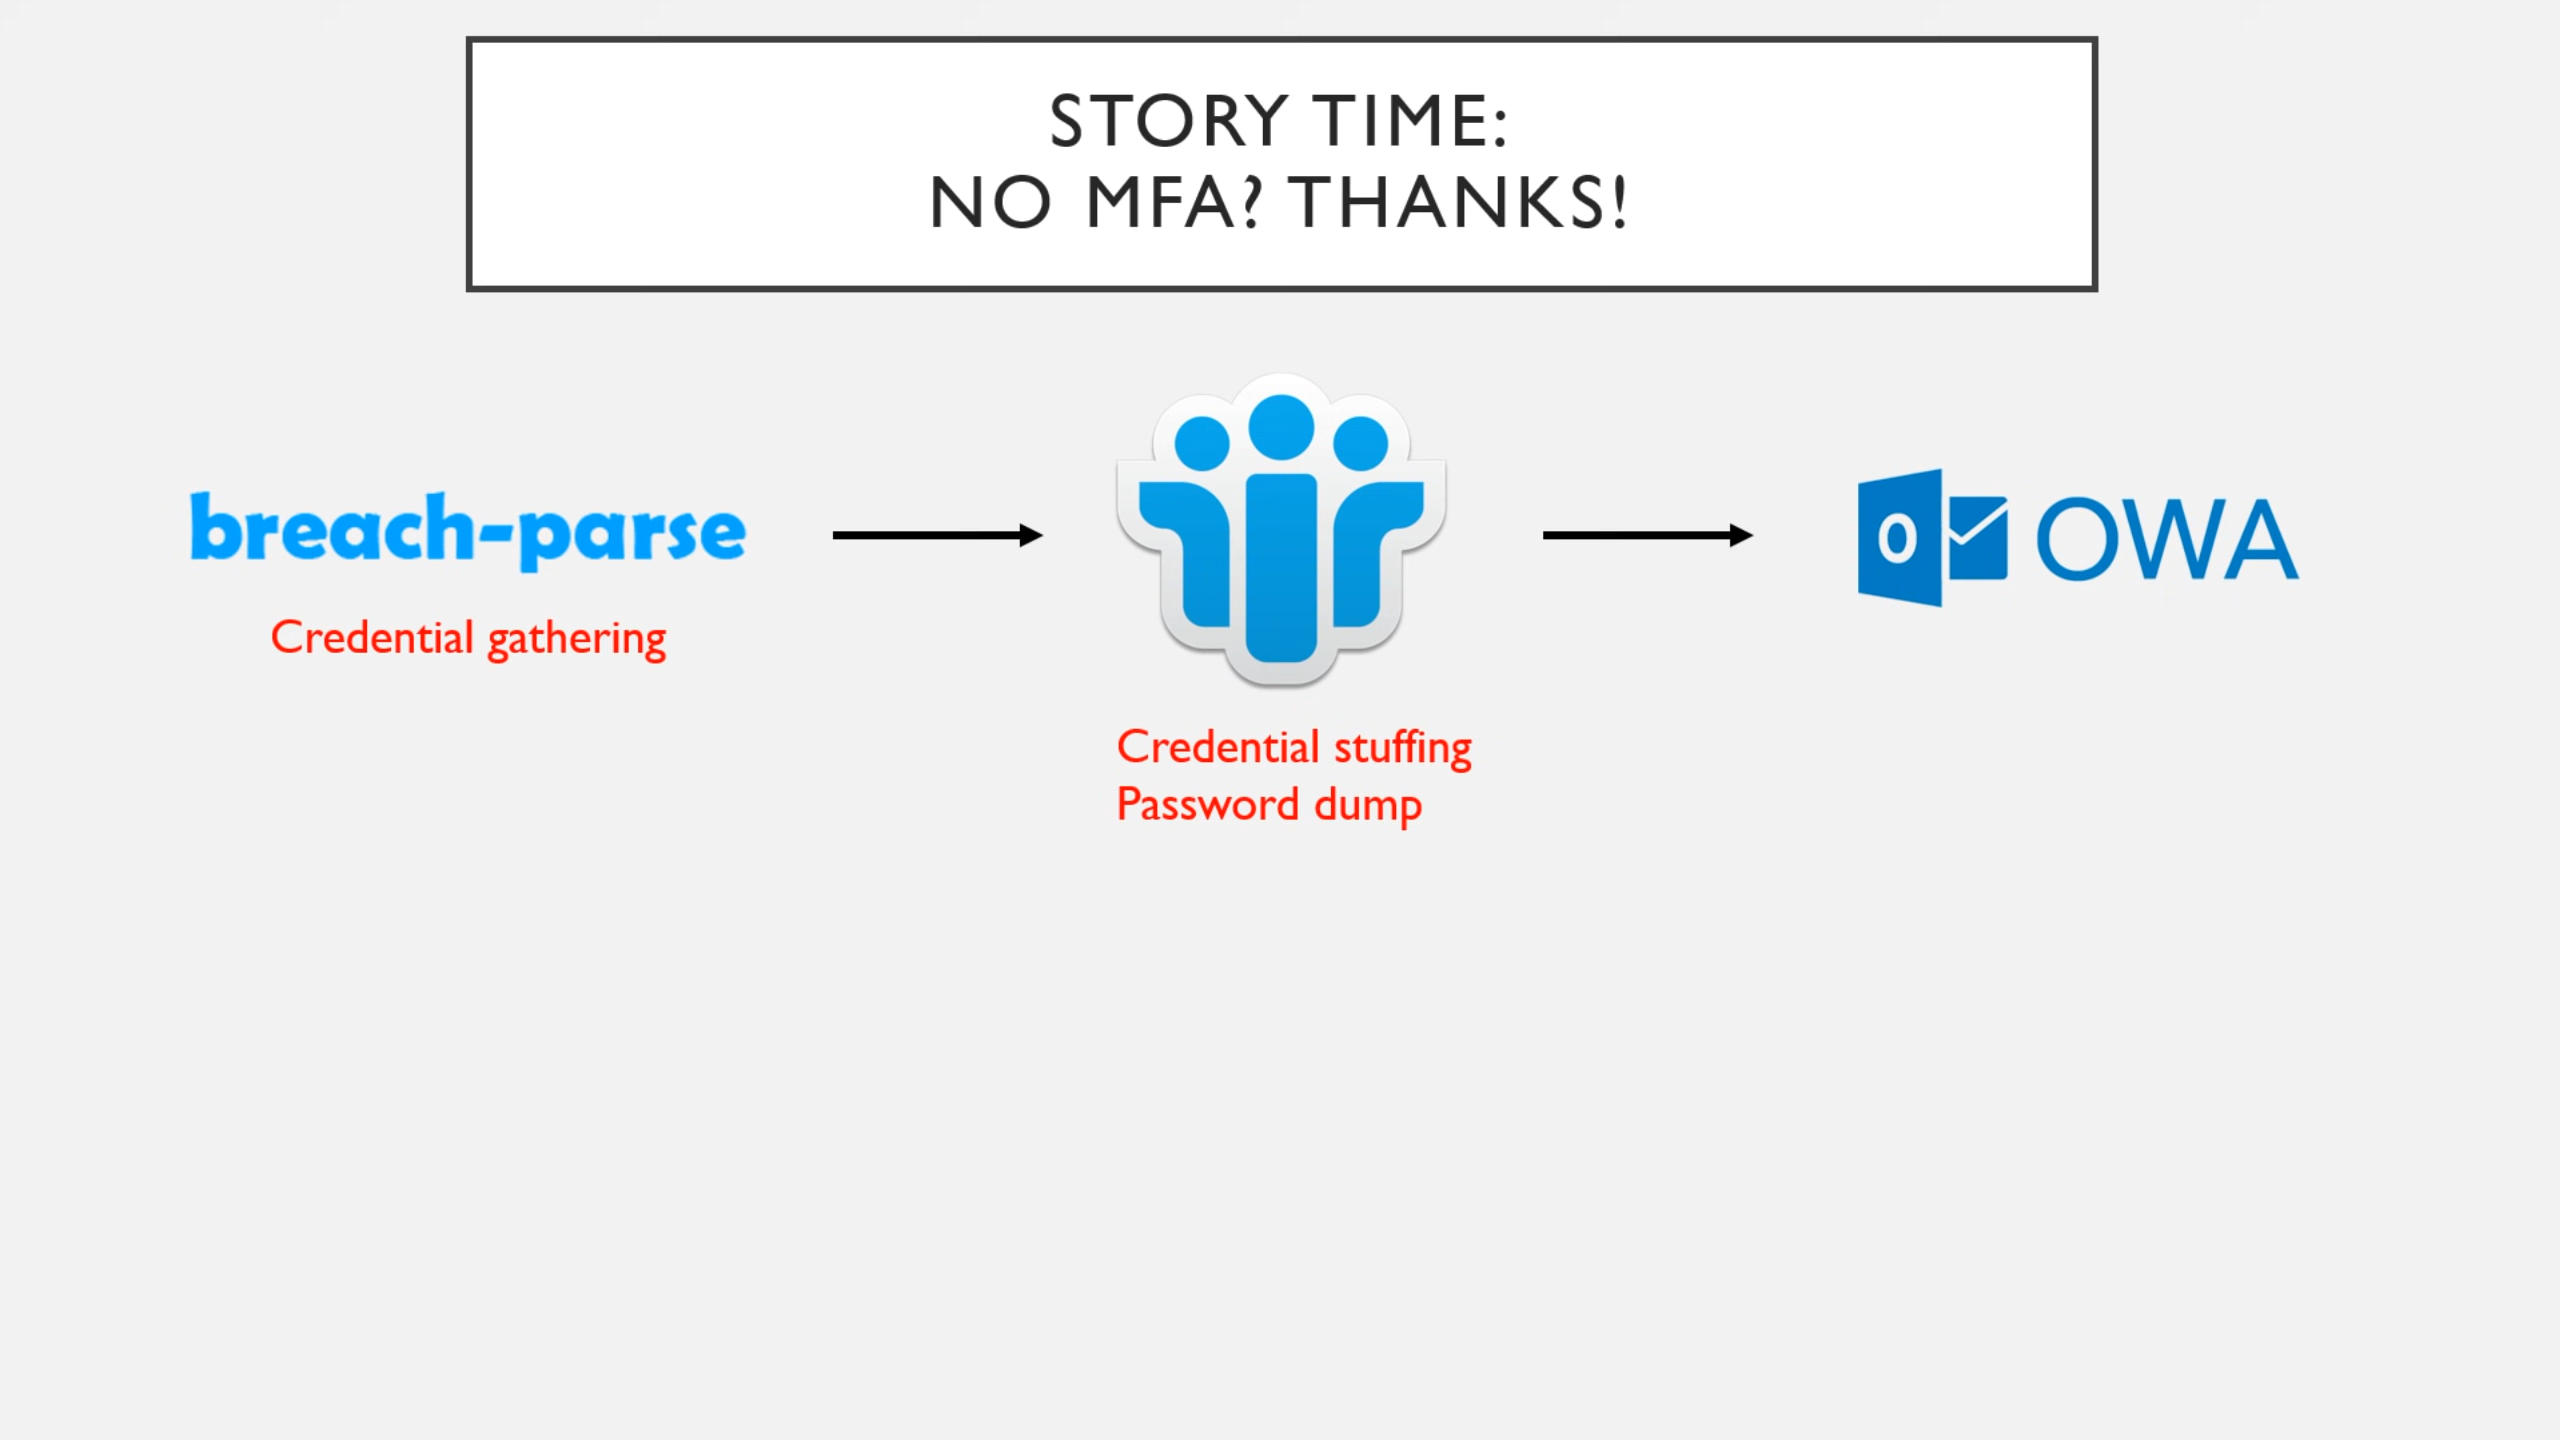 STORY TIME:
NO MFA? THANKS!
breach-parse
Credential gathering
Credential stuffing
Password dump
OWA